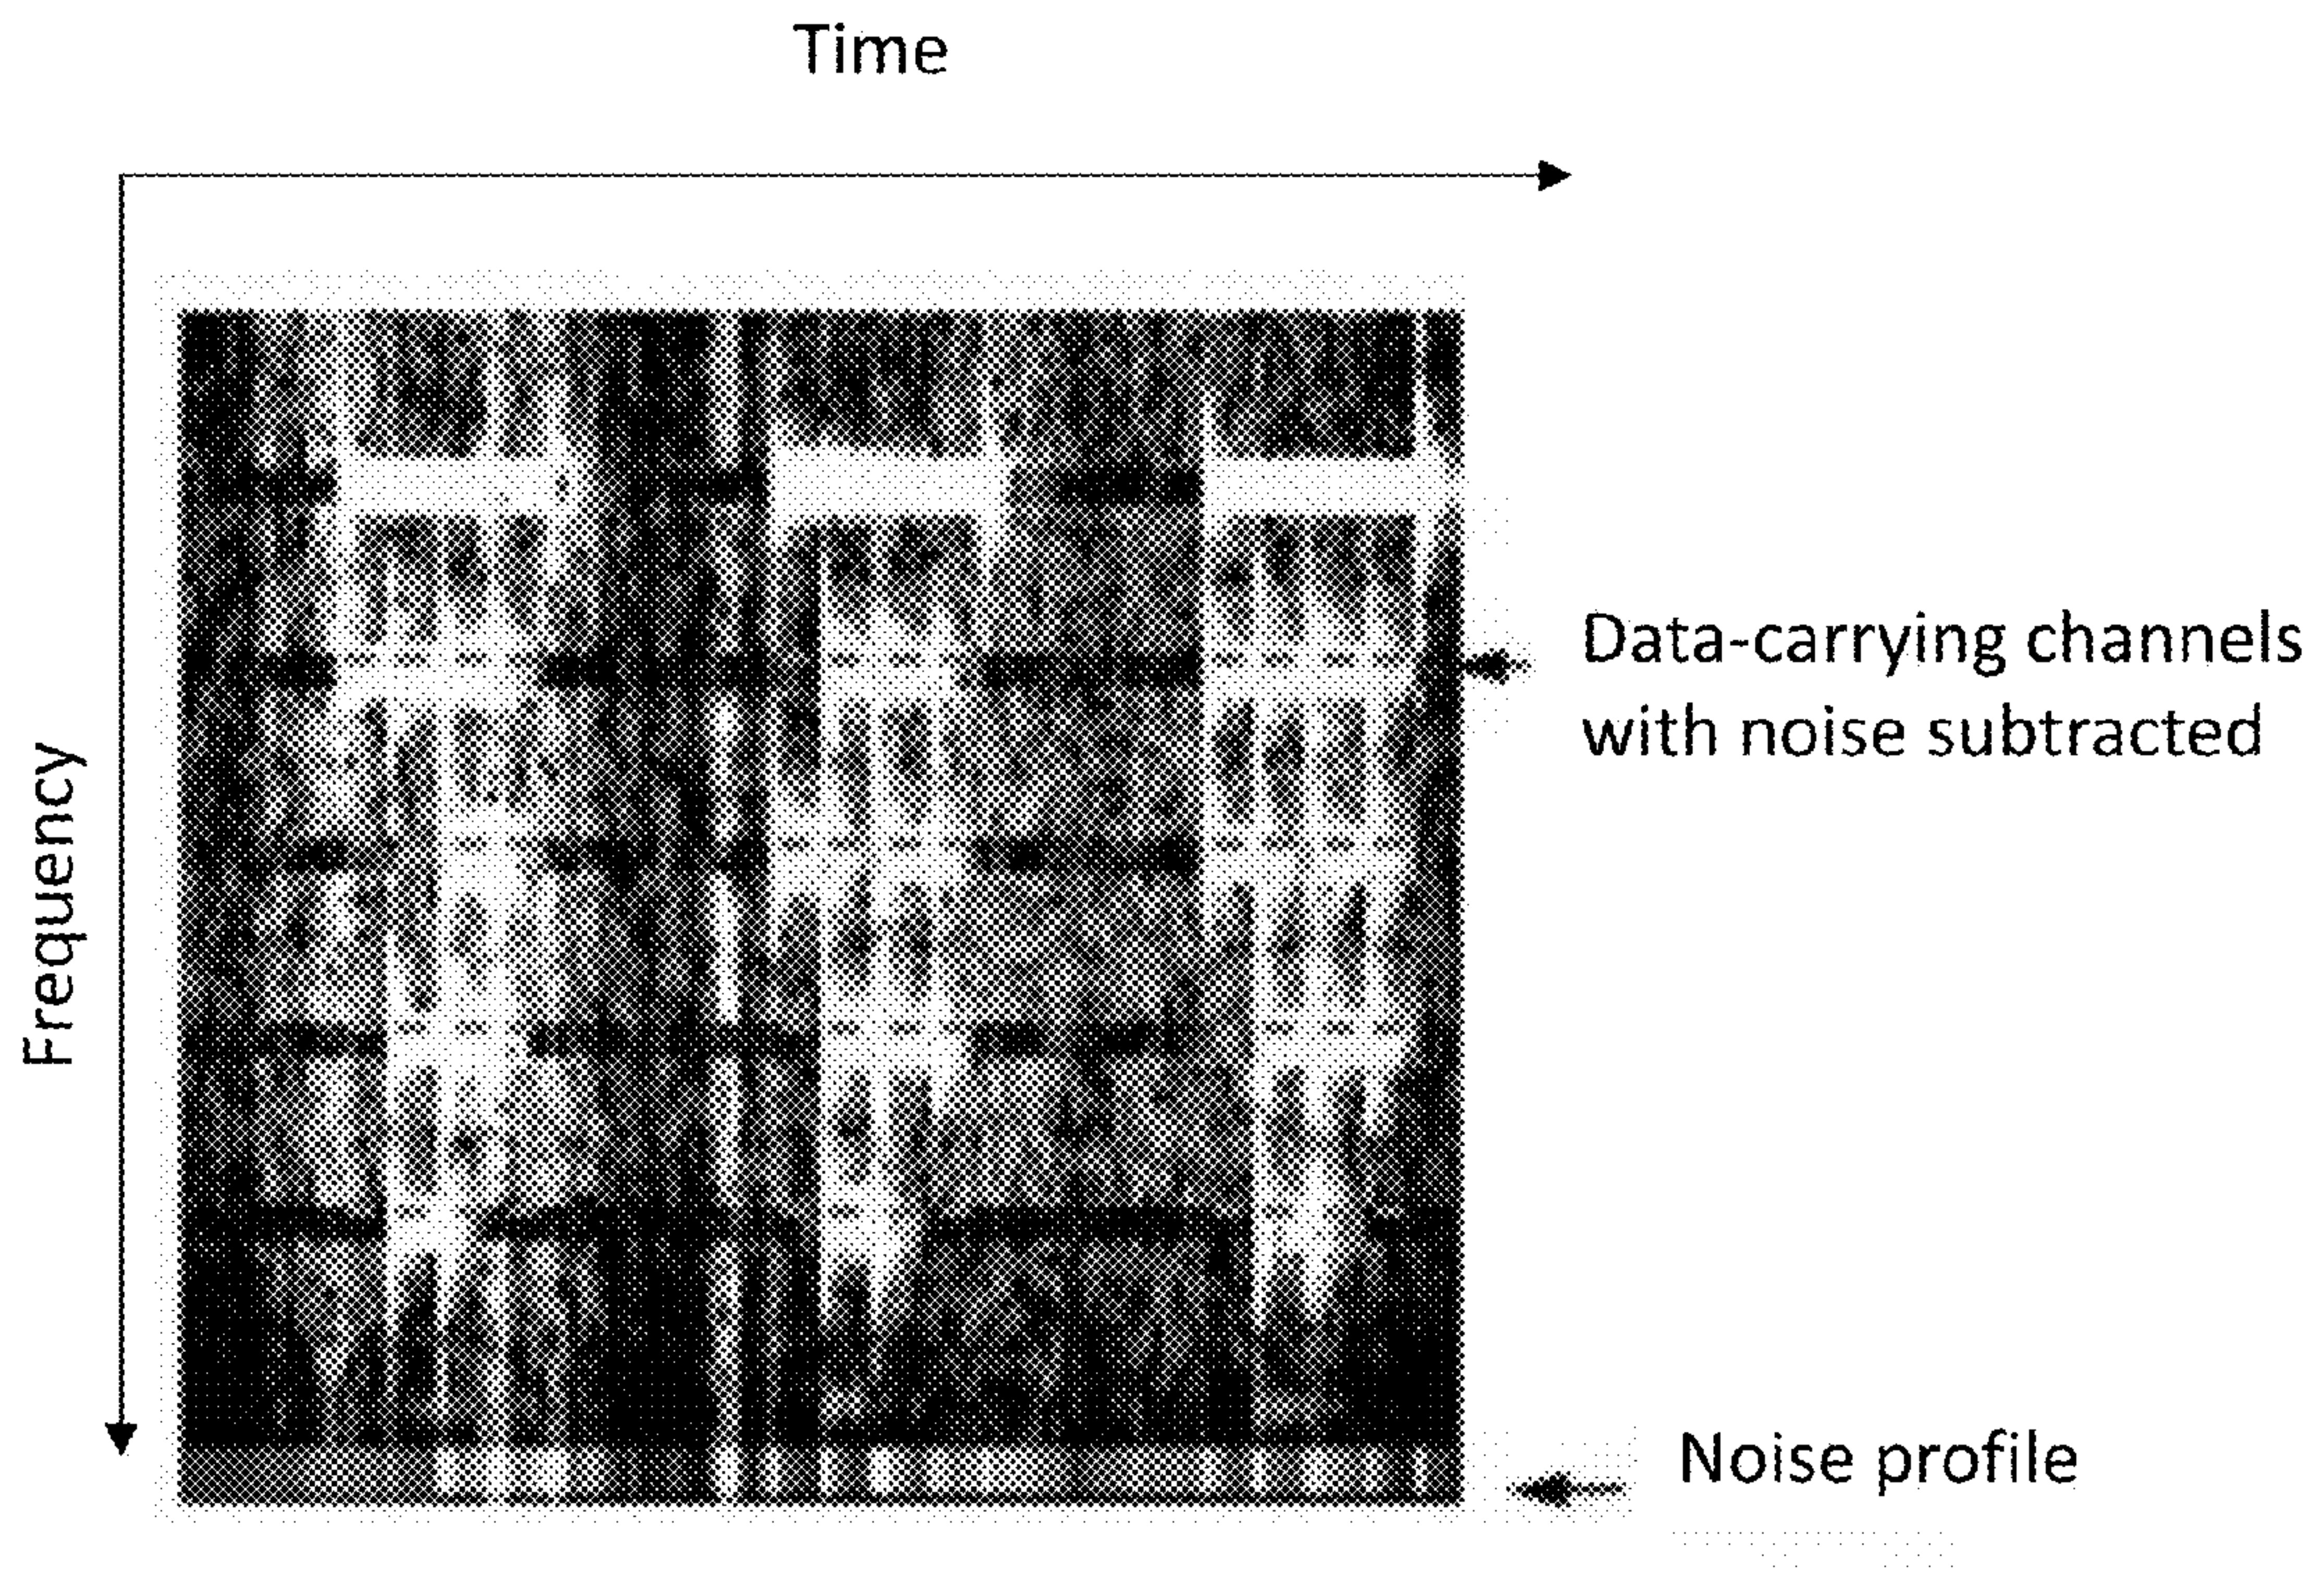 Time
Frequency
Data-carrying channels
with noise subtracted
Noise profile